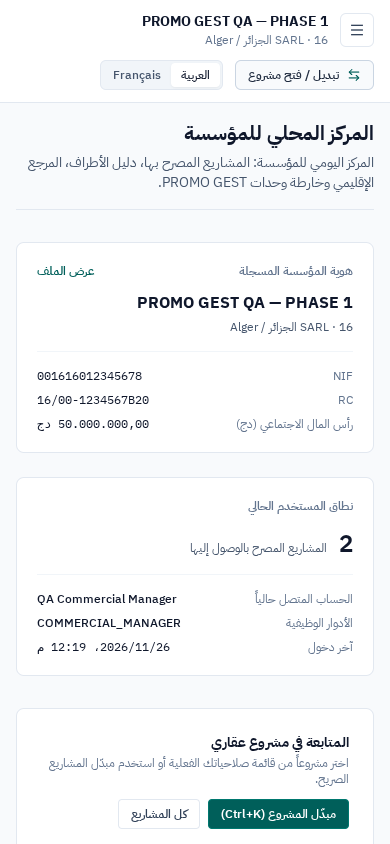 PROMO GEST QA — PHASE 1
SARL · 16 الجزائر / Alger
تبديل / فتح مشروع
العربية
Français
المركز المحلي للمؤسسة
المركز اليومي للمؤسسة: المشاريع المصرح بها، دليل الأطراف، المرجع
الإقليمي وخارطة وحدات PROMO GEST.
هوية المؤسسة المسجلة
عرض الملف
PROMO GEST QA — PHASE 1
SARL · 16 الجزائر / Alger
NIF
001616012345678
RC
16/00-1234567B20
رأس المال الاجتماعي (دج)
50.000.000,00 دج
نطاق المستخدم الحالي
2 المشاريع المصرح بالوصول إليها
الحساب المتصل حالياً
QA Commercial Manager
الأدوار الوظيفية
COMMERCIAL_MANAGER
آخر دخول
26/11/2026، 12:19 م
المتابعة في مشروع عقاري
اختر مشروعاً من قائمة صلاحياتك الفعلية أو استخدم مبدّل المشاريع
الصريح.
مبدّل المشروع (Ctrl+K)
كل المشاريع